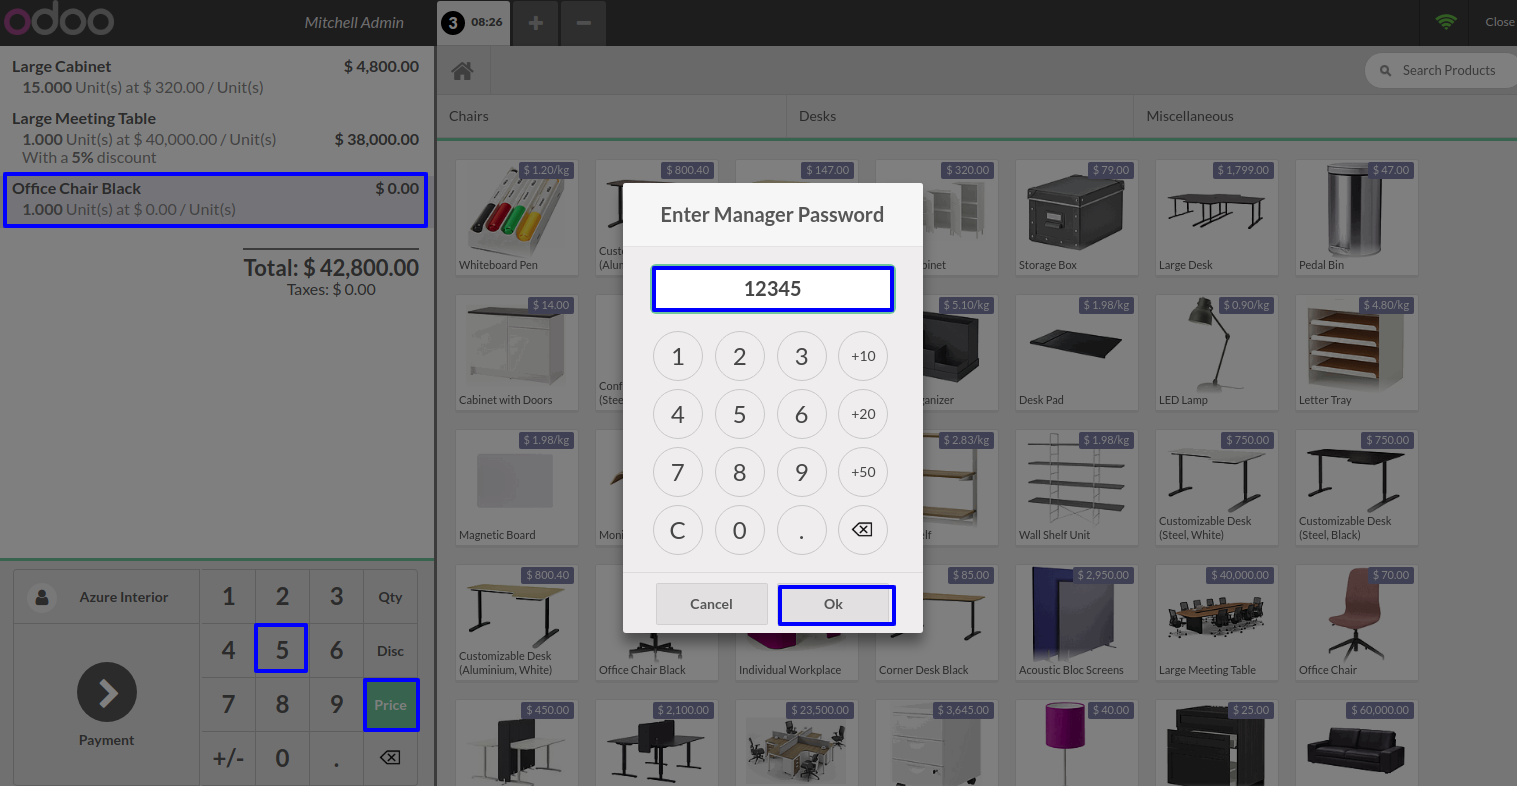 odoo
Mitchell Admin
3 08:26
Close
Large Cabinet $ 4,800.00
15.000 Unit(s) at $ 320.00 / Unit(s)
Large Meeting Table
1.000 Unit(s) at $ 40,000.00 / Unit(s) $ 38,000.00
With a 5% discount
Office Chair Black $ 0.00
1.000 Unit(s) at $ 0.00 / Unit(s)
Total: $ 42,800.00
Taxes: $ 0.00
Azure Interior
1 2 3 Qty
4 5 6 Disc
7 8 9 Price
+/- 0 .
Payment
Search Products
Chairs Desks Miscellaneous
$ 1.20/kg $ 800.40 $ 147.00 $ 320.00 $ 79.00 $ 1,799.00 $ 47.00
Whiteboard Pen
(Alu
Storage Box
Large Desk
Pedal Bin
$ 14.00 $ 5.10/kg $ 1.98/kg $ 0.90/kg $ 4.80/kg
Cabinet with Doors
Conf
(Stee
Desk Pad
LED Lamp
Letter Tray
$ 1.98/kg $ 2.83/kg $ 1.98/kg $ 750.00 $ 750.00
Magnetic Board
Moni
Wall Shelf Unit
Customizable Desk
(Steel, White)
Customizable Desk
(Steel, Black)
$ 800.40 $ 85.00 $ 2,950.00 $ 40,000.00 $ 70.00
Customizable Desk
(Aluminium, White)
Office Chair Black
Individual Workplace
Corner Desk Black
Acoustic Bloc Screens
Large Meeting Table
Office Chair
$ 450.00 $ 2,100.00 $ 23,500.00 $ 3,645.00 $ 40.00 $ 25.00 $ 60,000.00
Enter Manager Password
12345
1 2 3 +10
4 5 6 +20
7 8 9 +50
C 0 .
Cancel Ok